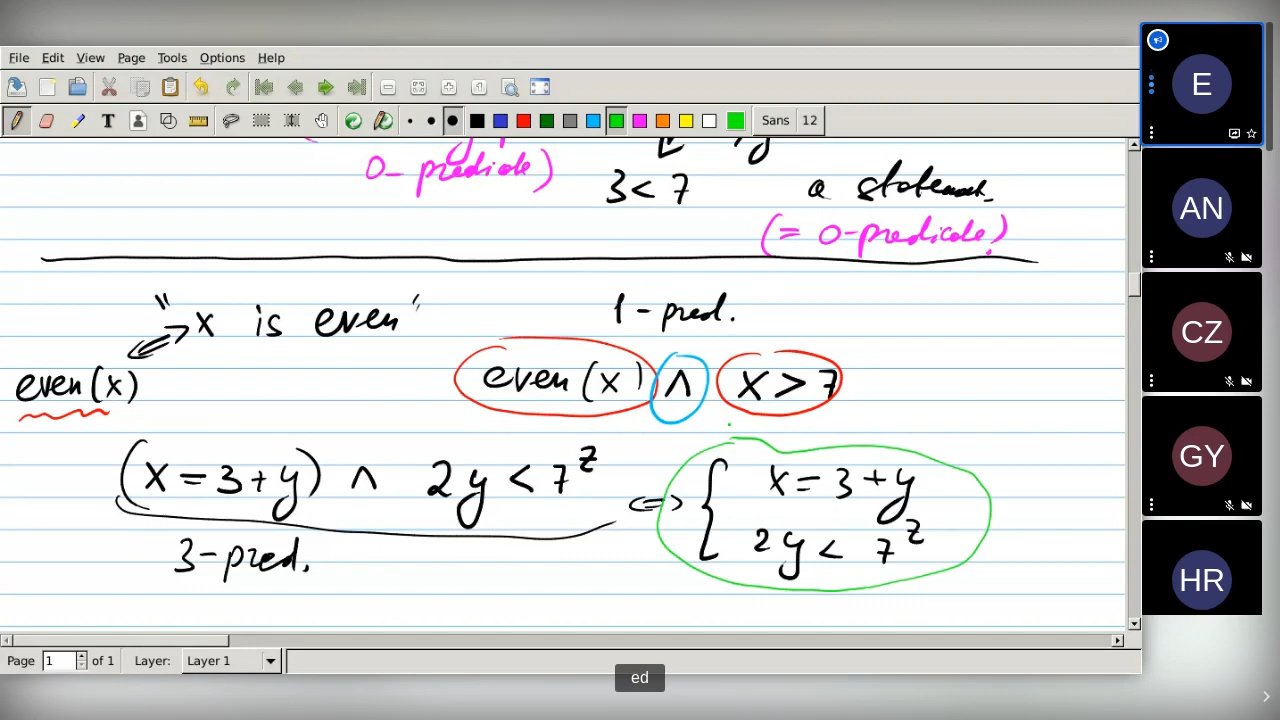 File Edit View Page Tools Options Help
Sans 12
0-predicate)
3 < 7 a statement.
(= 0-predicate!)
"x is even" 1-pred.
even(x) even(x) ∧ x > 7
(x = 3 + y) ∧ 2y < 7^z ⇔ { x = 3 + y
2y < 7^z
3-pred.
Page 1 of 1 Layer: Layer 1
ed
E
AN
CZ
GY
HR